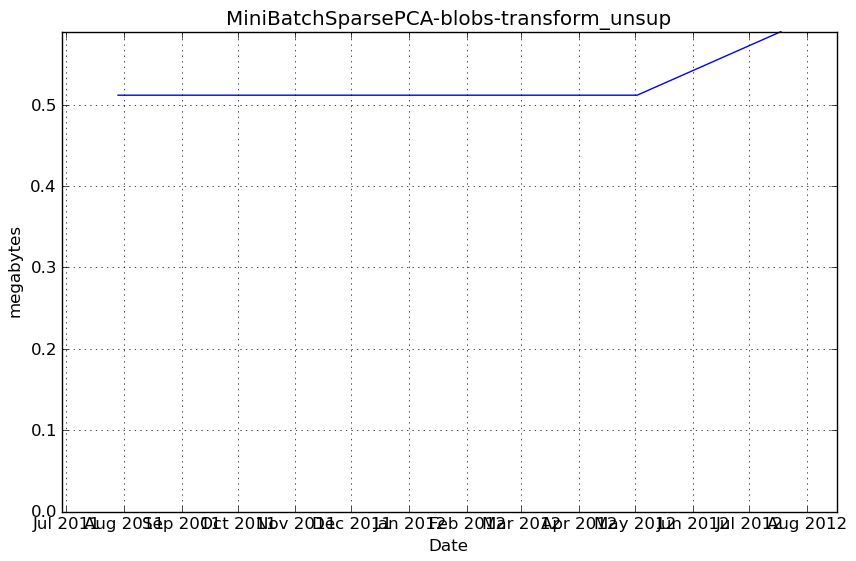 MiniBatchSparsePCA-blobs-transform_unsup
0.5
0.4
0.3
0.2
0.1
0.0
megabytes
Jul 2011 Aug 2011 Sep 2011 Oct 2011 Nov 2011 Dec 2011 Jan 2012 Feb 2012 Mar 2012 Apr 2012 May 2012 Jun 2012 Jul 2012 Aug 2012
Date